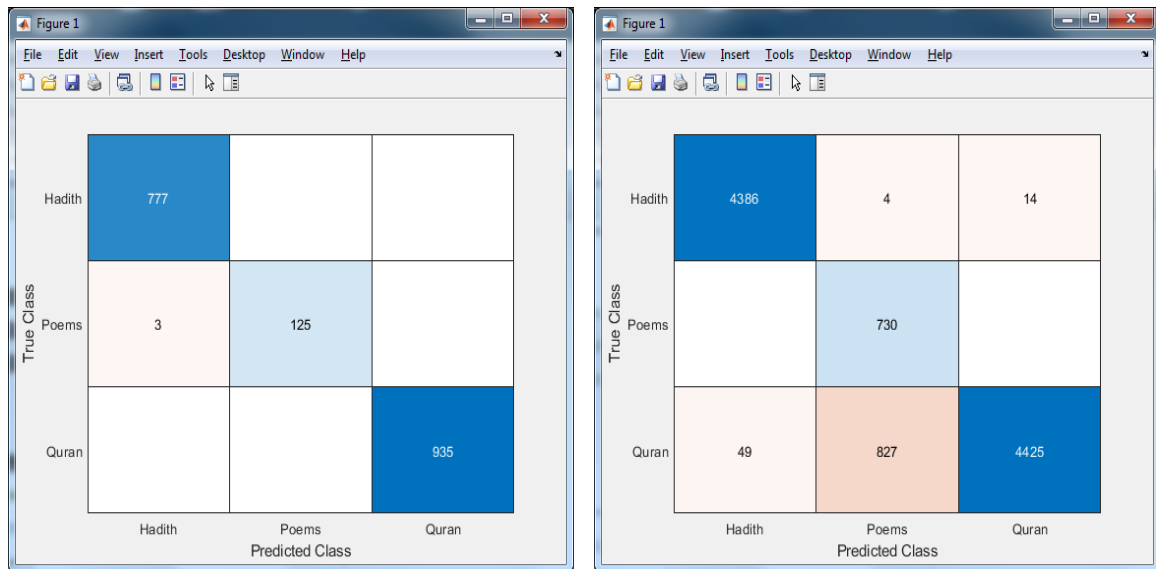 Figure 1
File Edit View Insert Tools Desktop Window Help
Hadith 777
Poems 3 125
Quran 935
True Class
Hadith Poems Quran
Predicted Class
Figure 1
File Edit View Insert Tools Desktop Window Help
Hadith 4386 4 14
Poems 730
Quran 49 827 4425
True Class
Hadith Poems Quran
Predicted Class